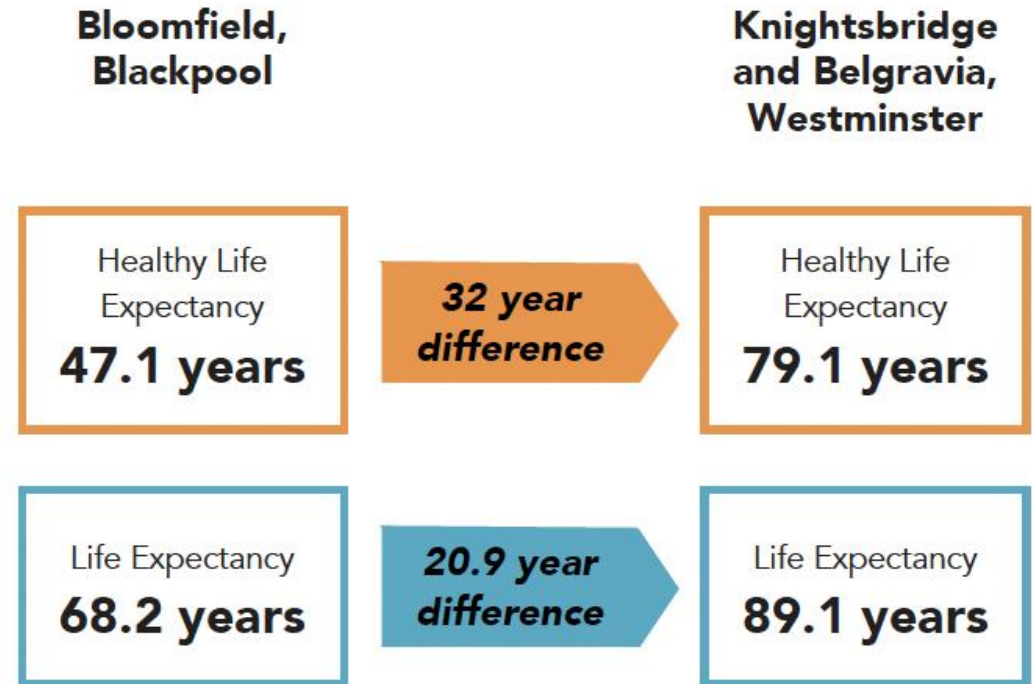 Bloomfield,
Blackpool
Knightsbridge
and Belgravia,
Westminster
Healthy Life
Expectancy
47.1 years
32 year
difference
Healthy Life
Expectancy
79.1 years
Life Expectancy
68.2 years
20.9 year
difference
Life Expectancy
89.1 years